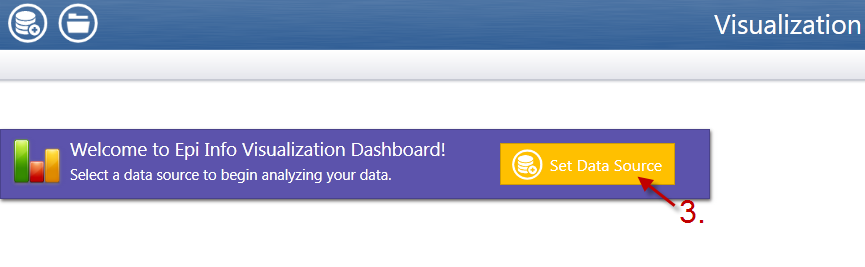 Visualization
Welcome to Epi Info Visualization Dashboard!
Select a data source to begin analyzing your data.
Set Data Source
3.